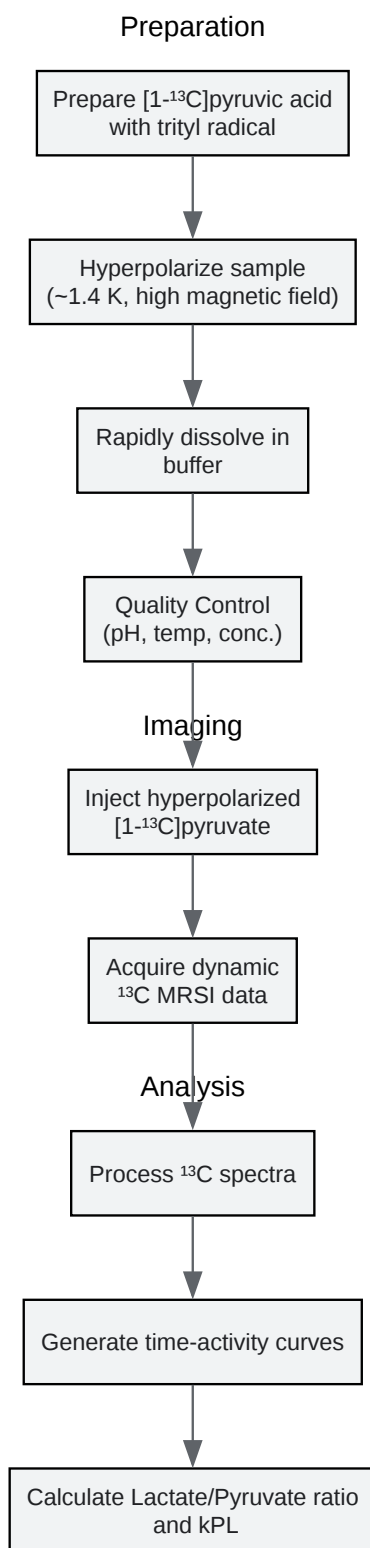 Preparation
Prepare [1-¹³C]pyruvic acid
with trityl radical
Hyperpolarize sample
(~1.4 K, high magnetic field)
Rapidly dissolve in
buffer
Quality Control
(pH, temp, conc.)
Imaging
Inject hyperpolarized
[1-¹³C]pyruvate
Acquire dynamic
¹³C MRSI data
Analysis
Process ¹³C spectra
Generate time-activity curves
Calculate Lactate/Pyruvate ratio
and kPL